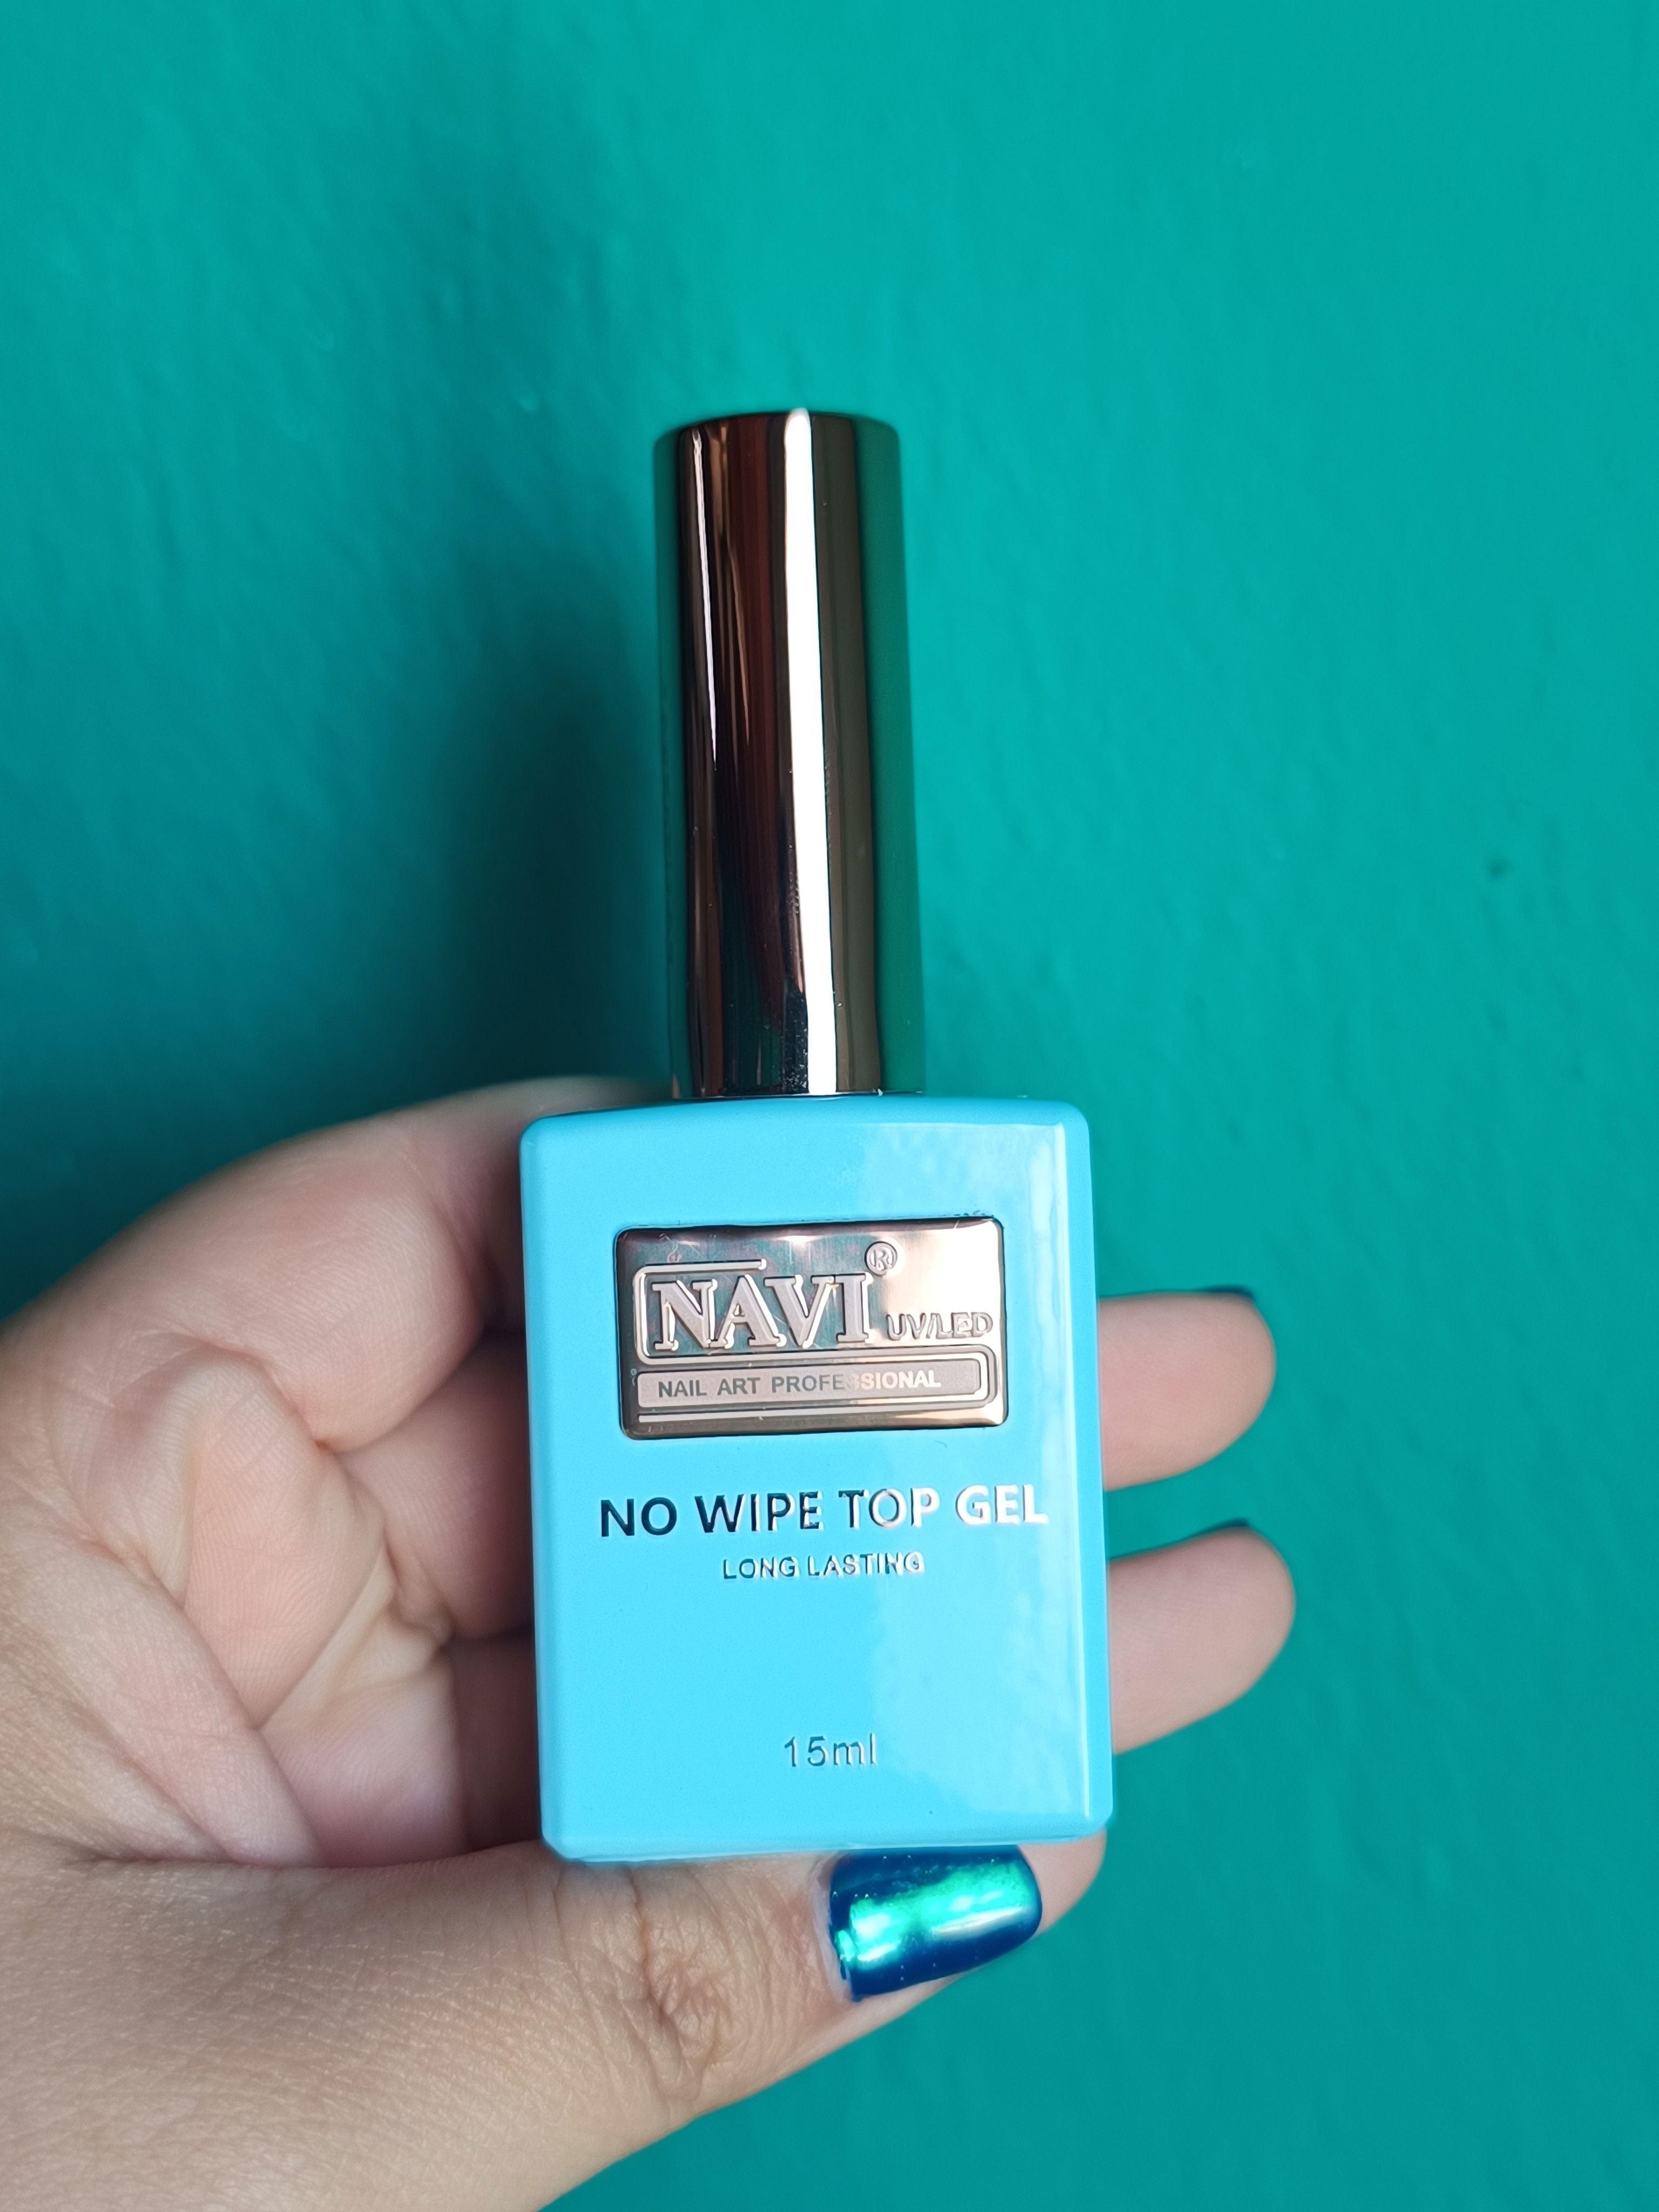 NAVI® UV/LED
NAIL ART PROFESSIONAL
NO WIPE TOP GEL
LONG LASTING
15ml